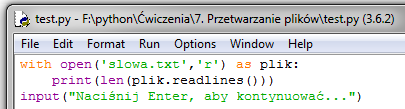 test.py - F:\python\Ćwiczenia\7. Przetwarzanie plików\test.py (3.6.2)
File Edit Format Run Options Window Help
with open('slowa.txt','r') as plik:
    print(len(plik.readlines()))
input("Naciśnij Enter, aby kontynuować...")